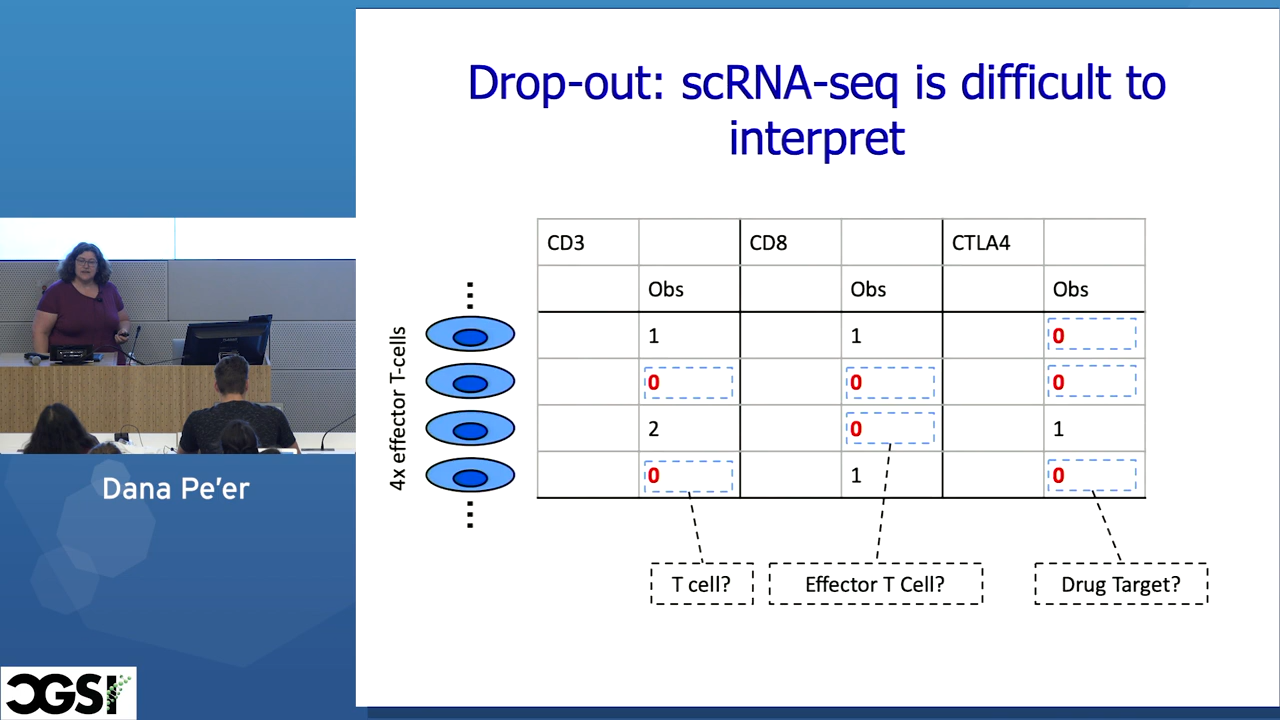 Drop-out: scRNA-seq is difficult to
interpret
CD3 CD8 CTLA4
Obs Obs Obs
1 1 0
0 0 0
2 0 1
0 1 0
4x effector T-cells
T cell? Effector T Cell? Drug Target?
Dana Pe'er
CGSI